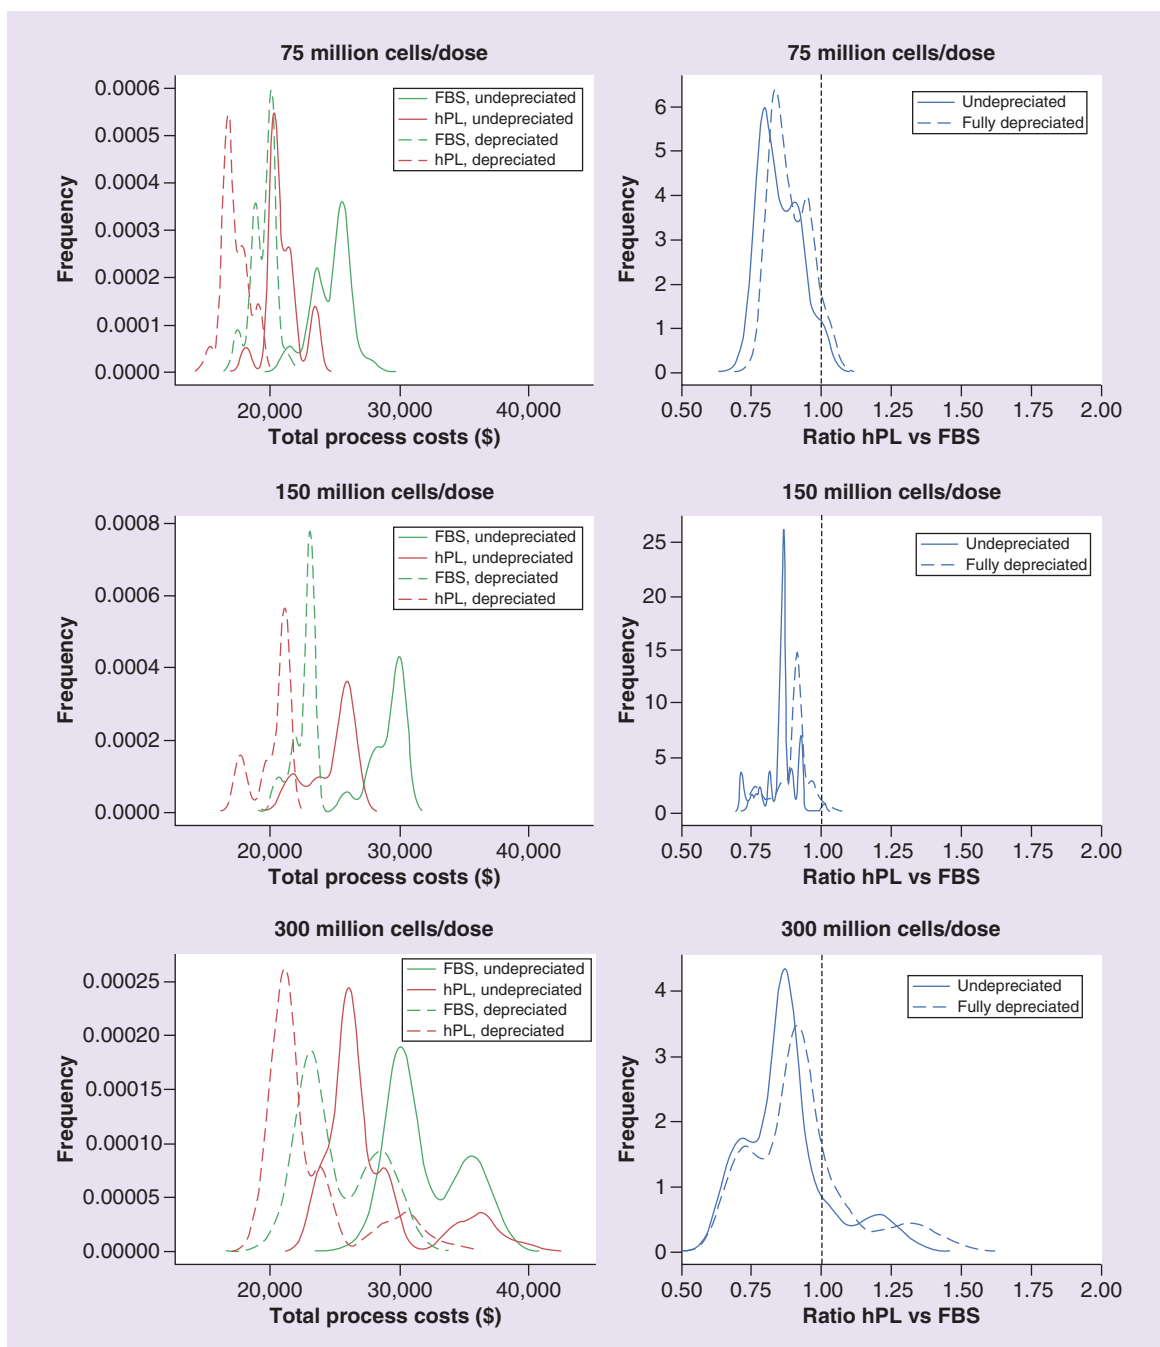 75 million cells/dose
0.0006
0.0005
0.0004
0.0003
0.0002
0.0001
0.0000
Frequency
FBS, undepreciated
hPL, undepreciated
FBS, depreciated
hPL, depreciated
20,000 30,000 40,000
Total process costs ($)
75 million cells/dose
6
5
4
3
2
1
0
Frequency
Undepreciated
Fully depreciated
0.50 0.75 1.00 1.25 1.50 1.75 2.00
Ratio hPL vs FBS
150 million cells/dose
0.0008
0.0006
0.0004
0.0002
0.0000
Frequency
FBS, undepreciated
hPL, undepreciated
FBS, depreciated
hPL, depreciated
20,000 30,000 40,000
Total process costs ($)
150 million cells/dose
25
20
15
10
5
0
Frequency
Undepreciated
Fully depreciated
0.50 0.75 1.00 1.25 1.50 1.75 2.00
Ratio hPL vs FBS
300 million cells/dose
0.00025
0.00020
0.00015
0.00010
0.00005
0.00000
Frequency
FBS, undepreciated
hPL, undepreciated
FBS, depreciated
hPL, depreciated
20,000 30,000 40,000
Total process costs ($)
300 million cells/dose
4
3
2
1
0
Frequency
Undepreciated
Fully depreciated
0.50 0.75 1.00 1.25 1.50 1.75 2.00
Ratio hPL vs FBS